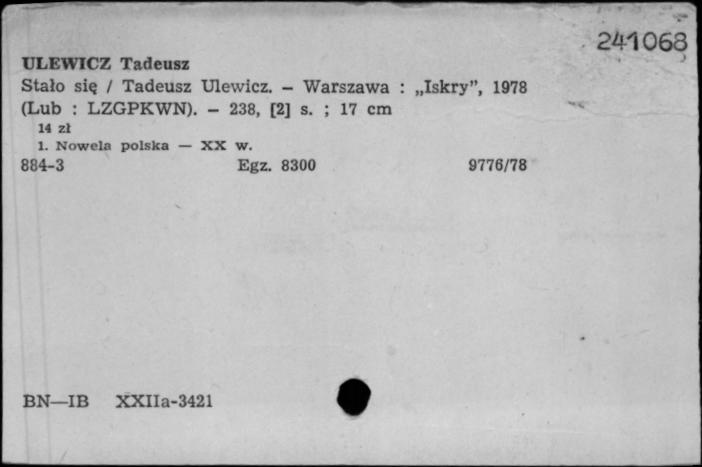 241068
ULEWICZ Tadeusz
Stało się / Tadeusz Ulewicz. – Warszawa : „Iskry”, 1978
(Lub : LZGPKWN). – 238, [2] s. ; 17 cm
14 zł
1. Nowela polska — XX w.
884-3 Egz. 8300 9776/78
BN—IB XXIIa-3421